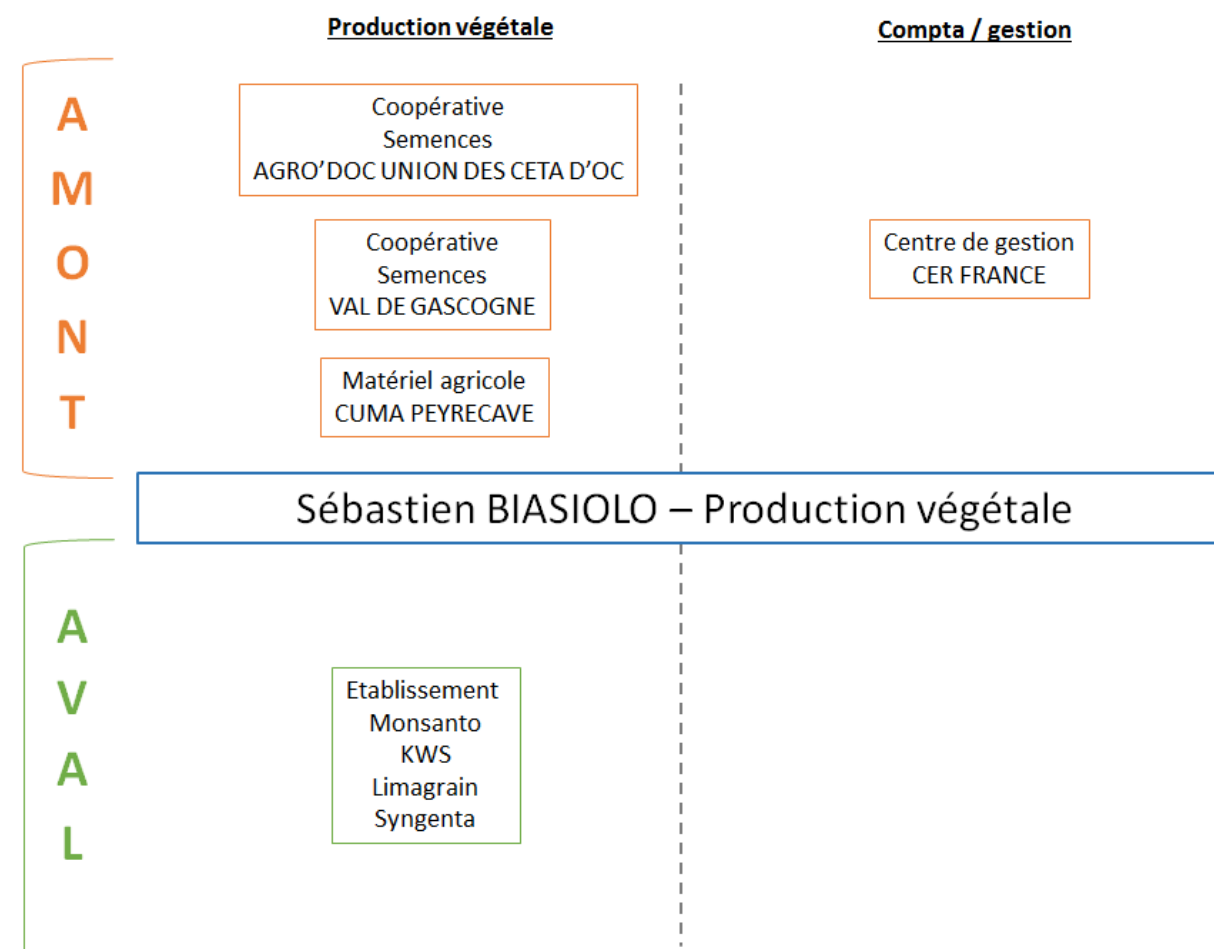 Production végétale
Compta / gestion
A
M
O
N
T
Coopérative
Semences
AGRO'DOC UNION DES CETA D'OC
Coopérative
Semences
VAL DE GASCOGNE
Matériel agricole
CUMA PEYRECAVE
Centre de gestion
CER FRANCE
Sébastien BIASIOLO – Production végétale
A
V
A
L
Etablissement
Monsanto
KWS
Limagrain
Syngenta